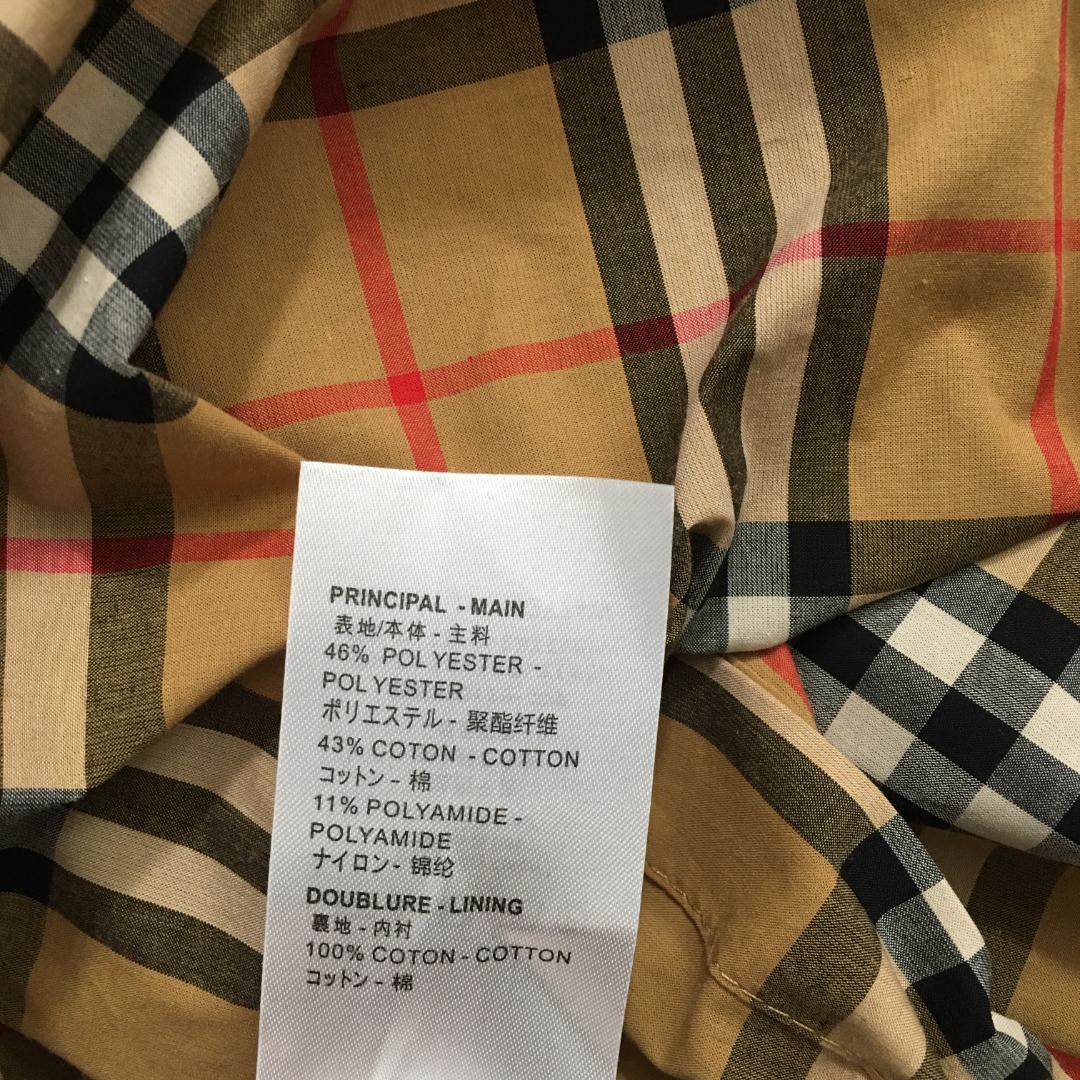 PRINCIPAL - MAIN
表地/本体 - 主料
46% POLYESTER -
POLYESTER
ポリエステル - 聚酯纤维
43% COTON - COTTON
コットン - 棉
11% POLYAMIDE -
POLYAMIDE
ナイロン - 锦纶
DOUBLURE - LINING
裏地 - 内衬
100% COTON - COTTON
コットン - 棉